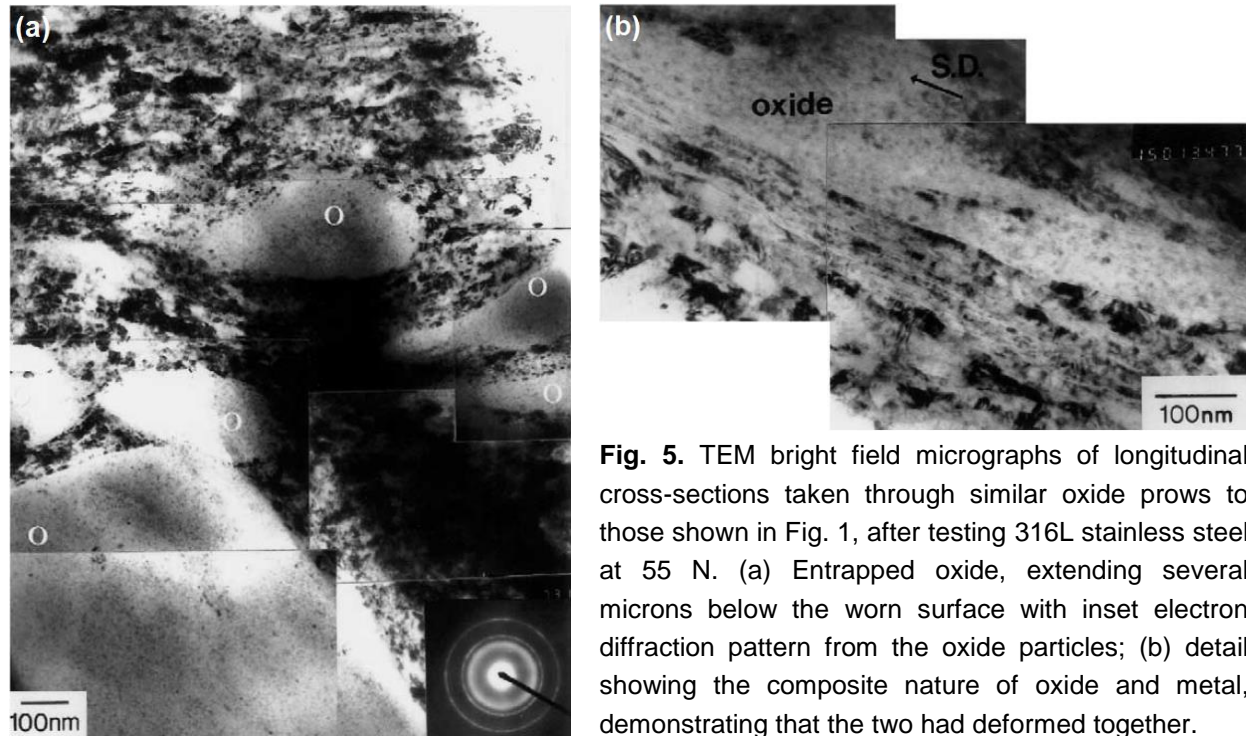 (a)
O
O
O
O
O
100nm
(b)
S.D.
oxide
150.13477
100nm
Fig. 5. TEM bright field micrographs of longitudinal
cross-sections taken through similar oxide prows to
those shown in Fig. 1, after testing 316L stainless steel
at 55 N. (a) Entrapped oxide, extending several
microns below the worn surface with inset electron
diffraction pattern from the oxide particles; (b) detail
showing the composite nature of oxide and metal,
demonstrating that the two had deformed together.